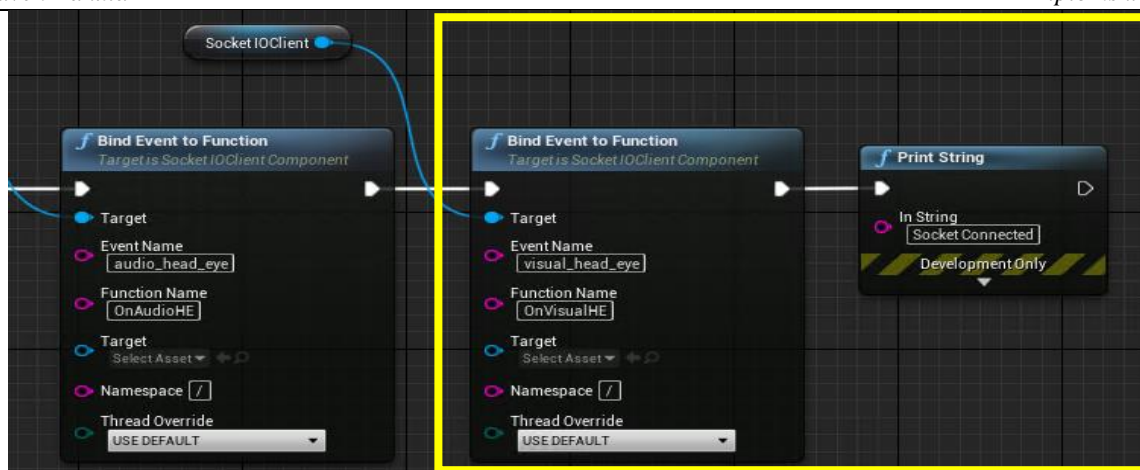 Socket IOClient
f Bind Event to Function
Target is Socket IOClient Component
Target
Event Name
audio_head_eye
Function Name
OnAudioHE
Target
Select Asset
Namespace /
Thread Override
USE DEFAULT
f Bind Event to Function
Target is Socket IOClient Component
Target
Event Name
visual_head_eye
Function Name
OnVisualHE
Target
Select Asset
Namespace /
Thread Override
USE DEFAULT
f Print String
In String
Socket Connected
Development Only